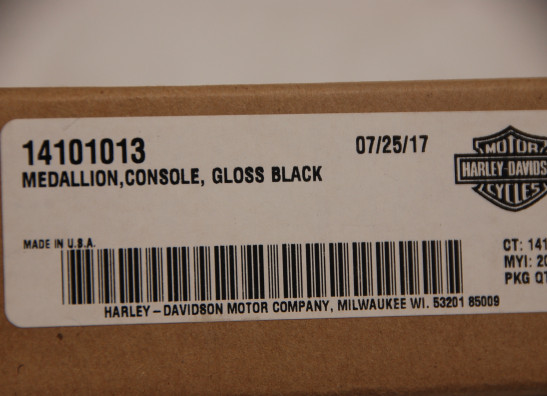 14101013
07/25/17
MEDALLION,CONSOLE, GLOSS BLACK
MOTOR
HARLEY-DAVIDS
CYCLES
MADE IN U.S.A.
CT: 141
MYI: 20
PKG QT
HARLEY-DAVIDSON MOTOR COMPANY, MILWAUKEE WI. 53201 85009